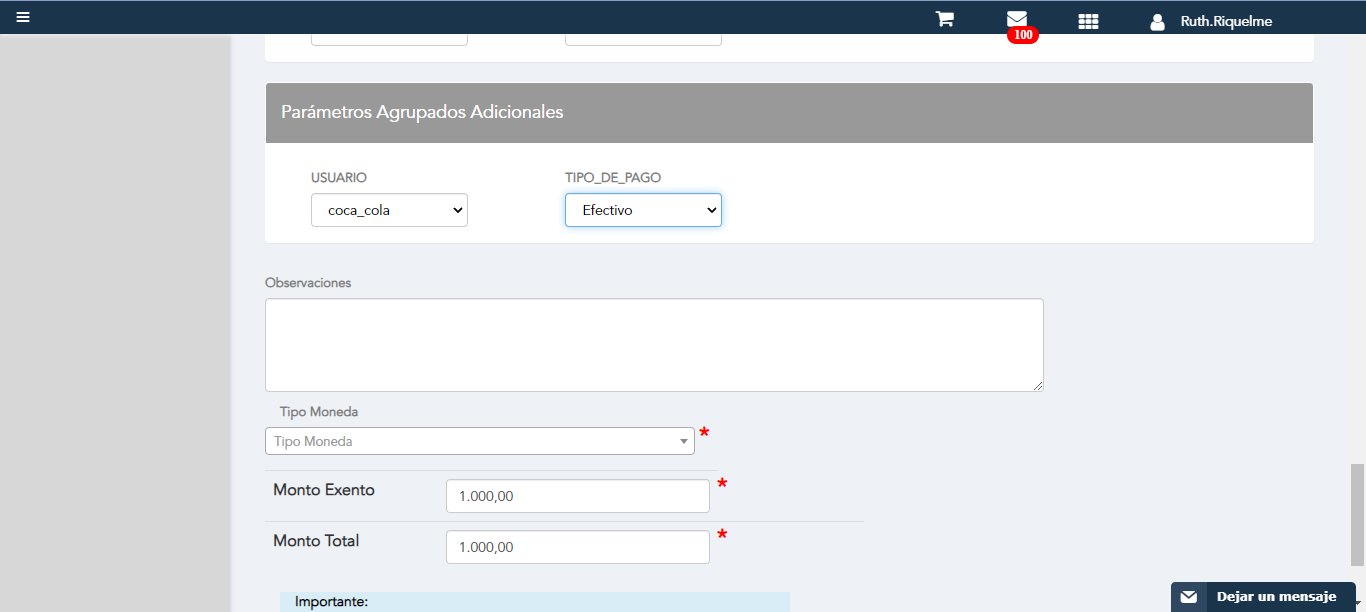 100
Ruth.Riquelme
Parámetros Agrupados Adicionales
USUARIO
TIPO_DE_PAGO
coca_cola
Efectivo
Observaciones
Tipo Moneda
Tipo Moneda
*
Monto Exento
1.000,00
*
Monto Total
1.000,00
*
Importante:
Dejar un mensaje